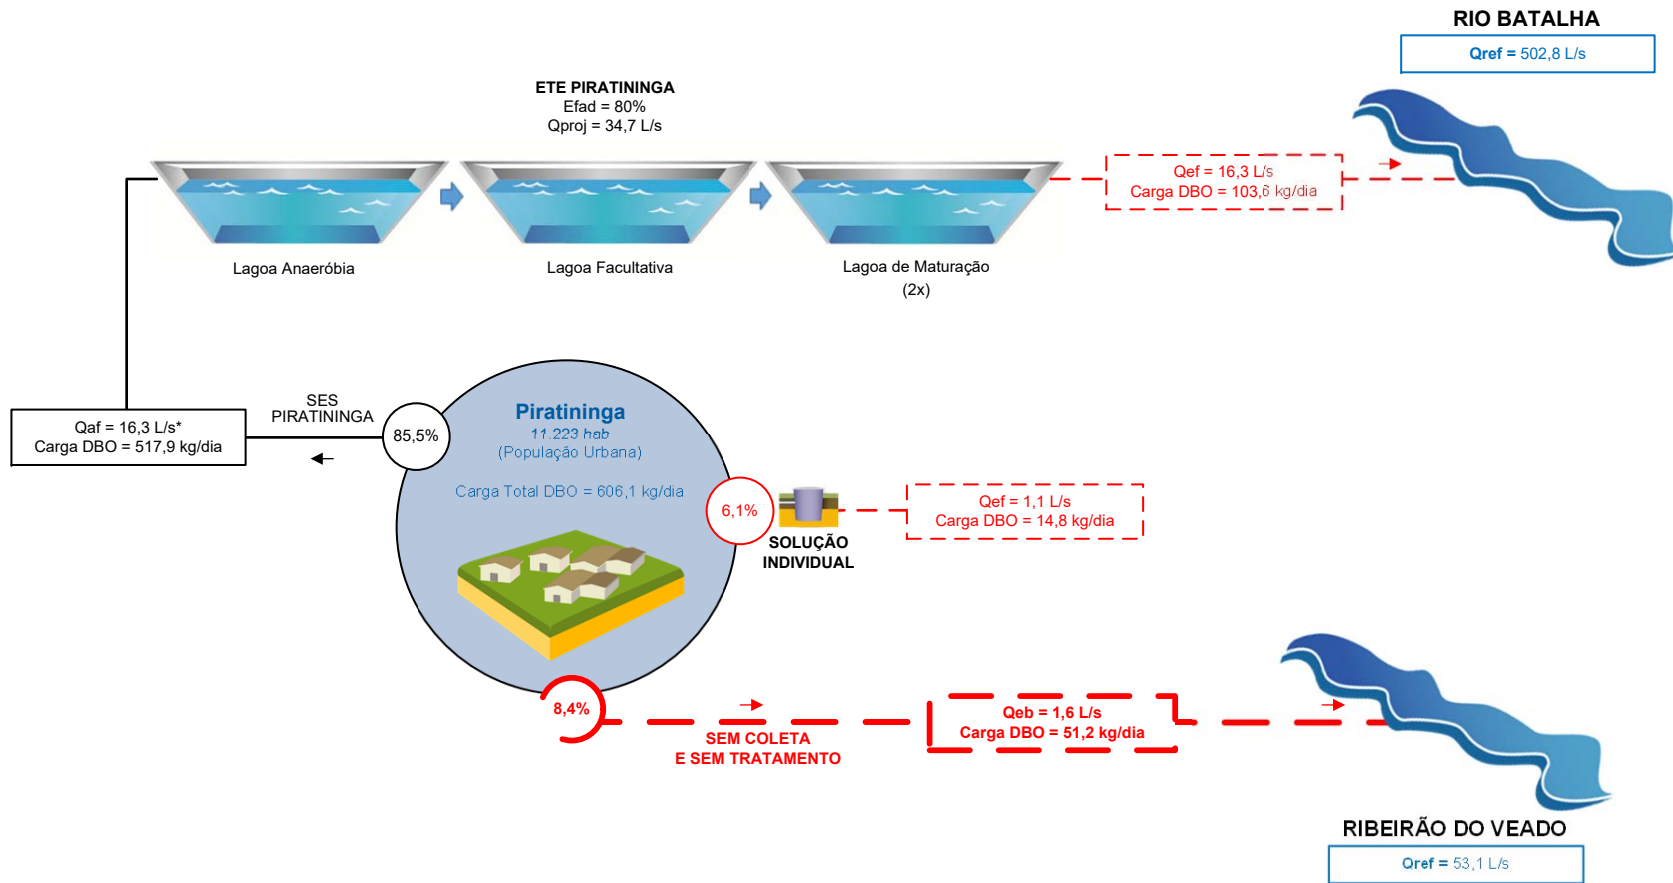 RIO BATALHA
Qref = 502,8 L/s
ETE PIRATININGA
Efad = 80%
Qproj = 34,7 L/s
Qef = 16,3 L/s
Carga DBO = 103,6 kg/dia
Lagoa Anaeróbia
Lagoa Facultativa
Lagoa de Maturação
(2x)
SES
PIRATININGA
Qaf = 16,3 L/s*
Carga DBO = 517,9 kg/dia
85,5%
Piratininga
11.223 hab
(População Urbana)
Carga Total DBO = 606,1 kg/dia
6,1%
SOLUÇÃO
INDIVIDUAL
Qef = 1,1 L/s
Carga DBO = 14,8 kg/dia
8,4%
SEM COLETA
E SEM TRATAMENTO
Qeb = 1,6 L/s
Carga DBO = 51,2 kg/dia
RIBEIRÃO DO VEADO
Qref = 53,1 L/s